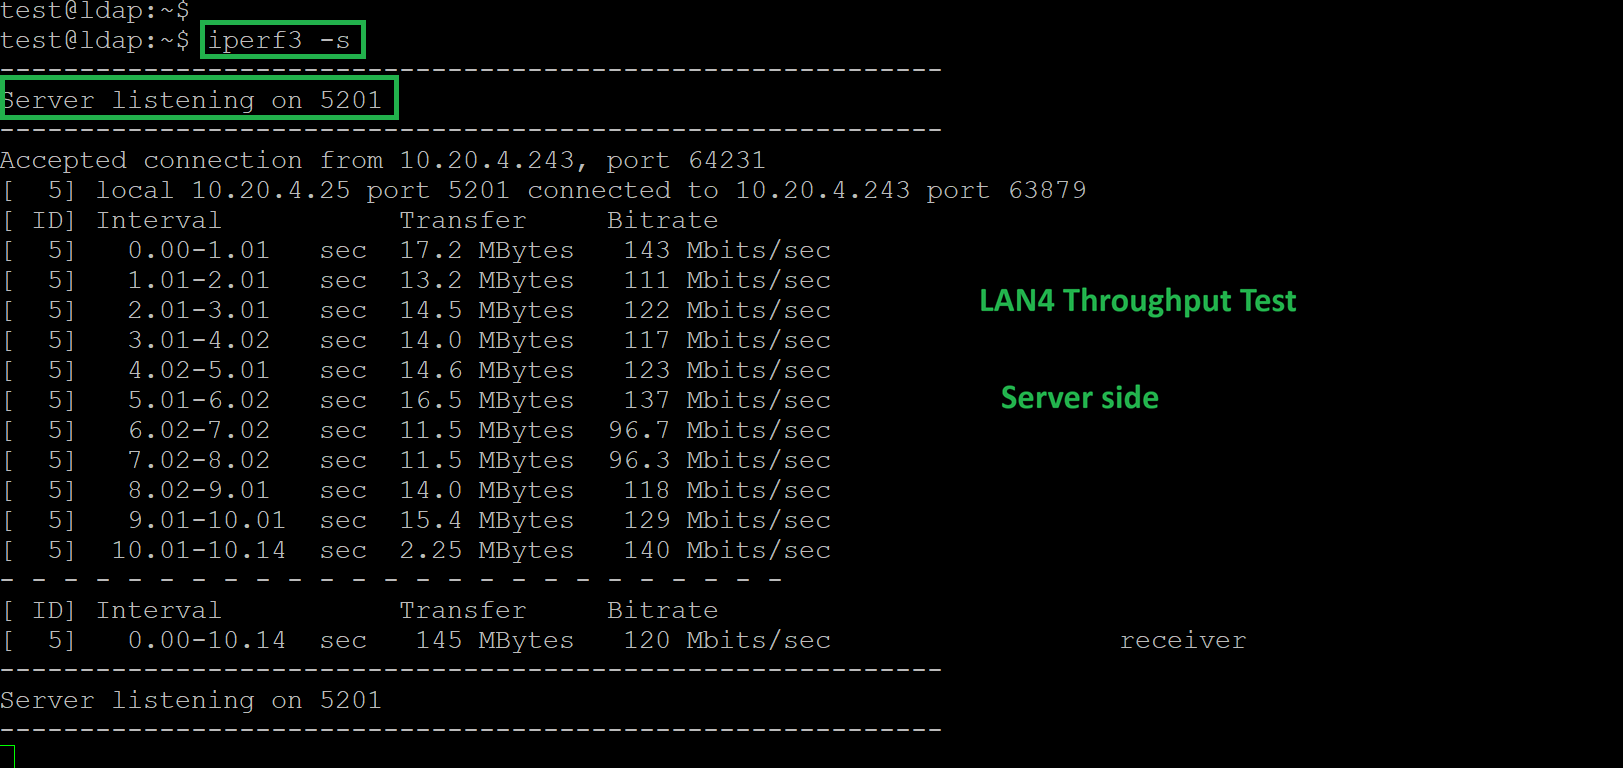 test@ldap:~$
test@ldap:~$ iperf3 -s
-----------------------------------------------------------
Server listening on 5201
-----------------------------------------------------------
Accepted connection from 10.20.4.243, port 64231
[  5] local 10.20.4.25 port 5201 connected to 10.20.4.243 port 63879
[ ID] Interval           Transfer     Bitrate
[  5]   0.00-1.01   sec  17.2 MBytes   143 Mbits/sec
[  5]   1.01-2.01   sec  13.2 MBytes   111 Mbits/sec
[  5]   2.01-3.01   sec  14.5 MBytes   122 Mbits/sec
LAN4 Throughput Test
[  5]   3.01-4.02   sec  14.0 MBytes   117 Mbits/sec
[  5]   4.02-5.01   sec  14.6 MBytes   123 Mbits/sec
[  5]   5.01-6.02   sec  16.5 MBytes   137 Mbits/sec
Server side
[  5]   6.02-7.02   sec  11.5 MBytes  96.7 Mbits/sec
[  5]   7.02-8.02   sec  11.5 MBytes  96.3 Mbits/sec
[  5]   8.02-9.01   sec  14.0 MBytes   118 Mbits/sec
[  5]   9.01-10.01  sec  15.4 MBytes   129 Mbits/sec
[  5]  10.01-10.14  sec  2.25 MBytes   140 Mbits/sec
- - - - - - - - - - - - - - - - - - - - - - - - -
[ ID] Interval           Transfer     Bitrate
[  5]   0.00-10.14  sec   145 MBytes   120 Mbits/sec                  receiver
-----------------------------------------------------------
Server listening on 5201
-----------------------------------------------------------